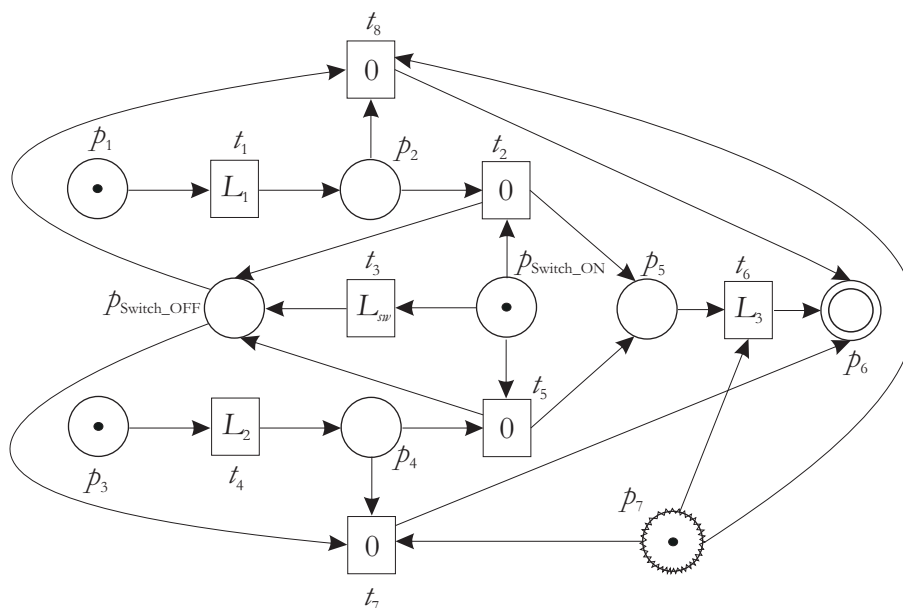 t8
0
p1
t1
p2
t2
L1
0
t3
pSwitch_ON
p5
t6
pSwitch_OFF
Lsw
L3
t5
p6
L2
0
p3
t4
p4
p7
0
t7